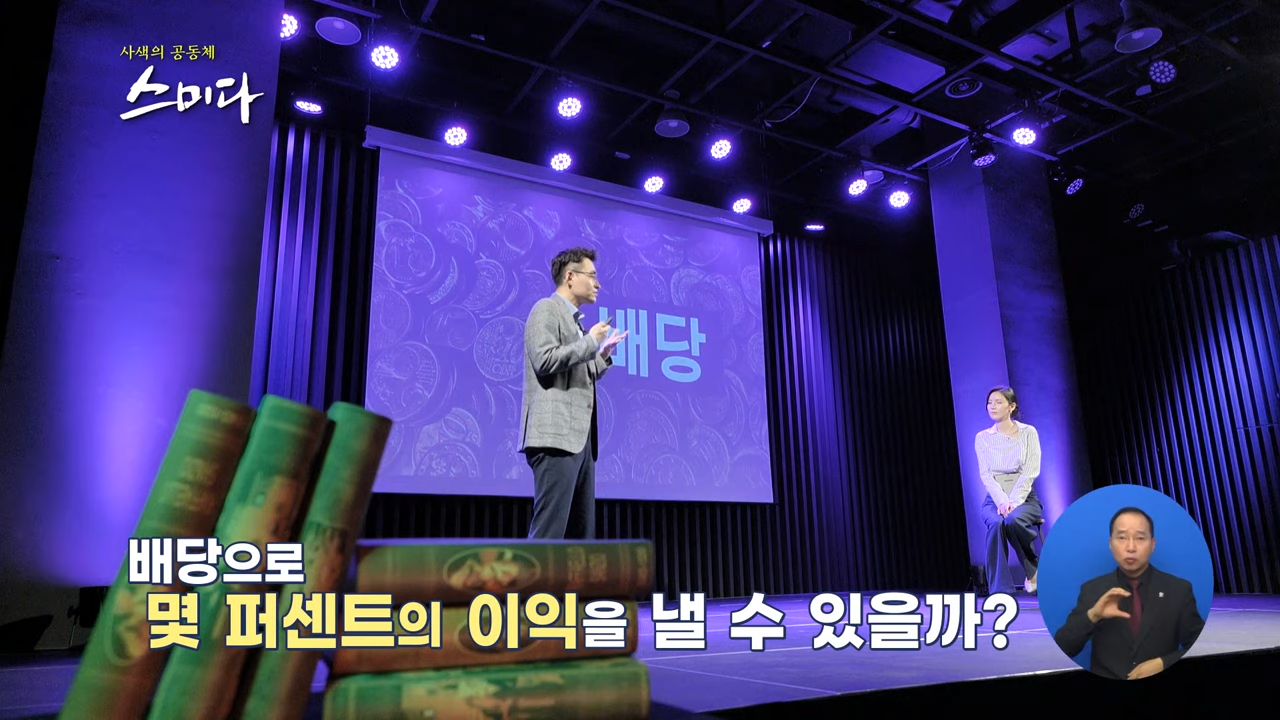 사색의 공동체
스미다
배당
배당으로
몇 퍼센트의 이익을 낼 수 있을까?